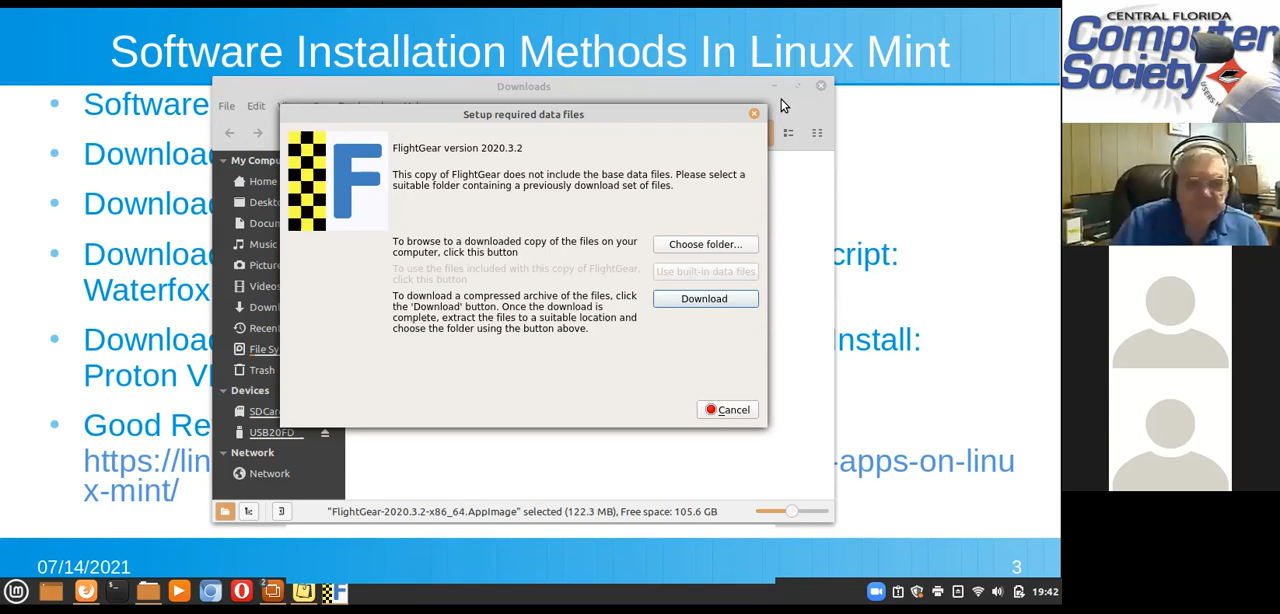 Software Installation Methods In Linux Mint
CENTRAL FLORIDA
Computer
Society
Downloads
Software
File Edit
Setup required data files
FlightGear version 2020.3.2
This copy of FlightGear does not include the base data files. Please select a
suitable folder containing a previously download set of files.
My Compu
Home
Deskto
Docum
Music
Picture
Videos
Downl
Recen
File Sy
Trash
Devices
SDCar
USB20FD
Network
Network
To browse to a downloaded copy of the files on your
computer, click this button
Choose folder...
To use the files included with this copy of FlightGear,
click this button
Use built-in data files
To download a compressed archive of the files, click
the 'Download' button. Once the download is
complete, extract the files to a suitable location and
choose the folder using the button above.
Download
Cancel
Downloa
Downloa
Downloa
cript:
Waterfox
Downloa
Install:
Proton V
Good Re
https://lin
-apps-on-linu
x-mint/
"FlightGear-2020.3.2-x86_64.AppImage" selected (122.3 MB), Free space: 105.6 GB
07/14/2021
3
2
19:42